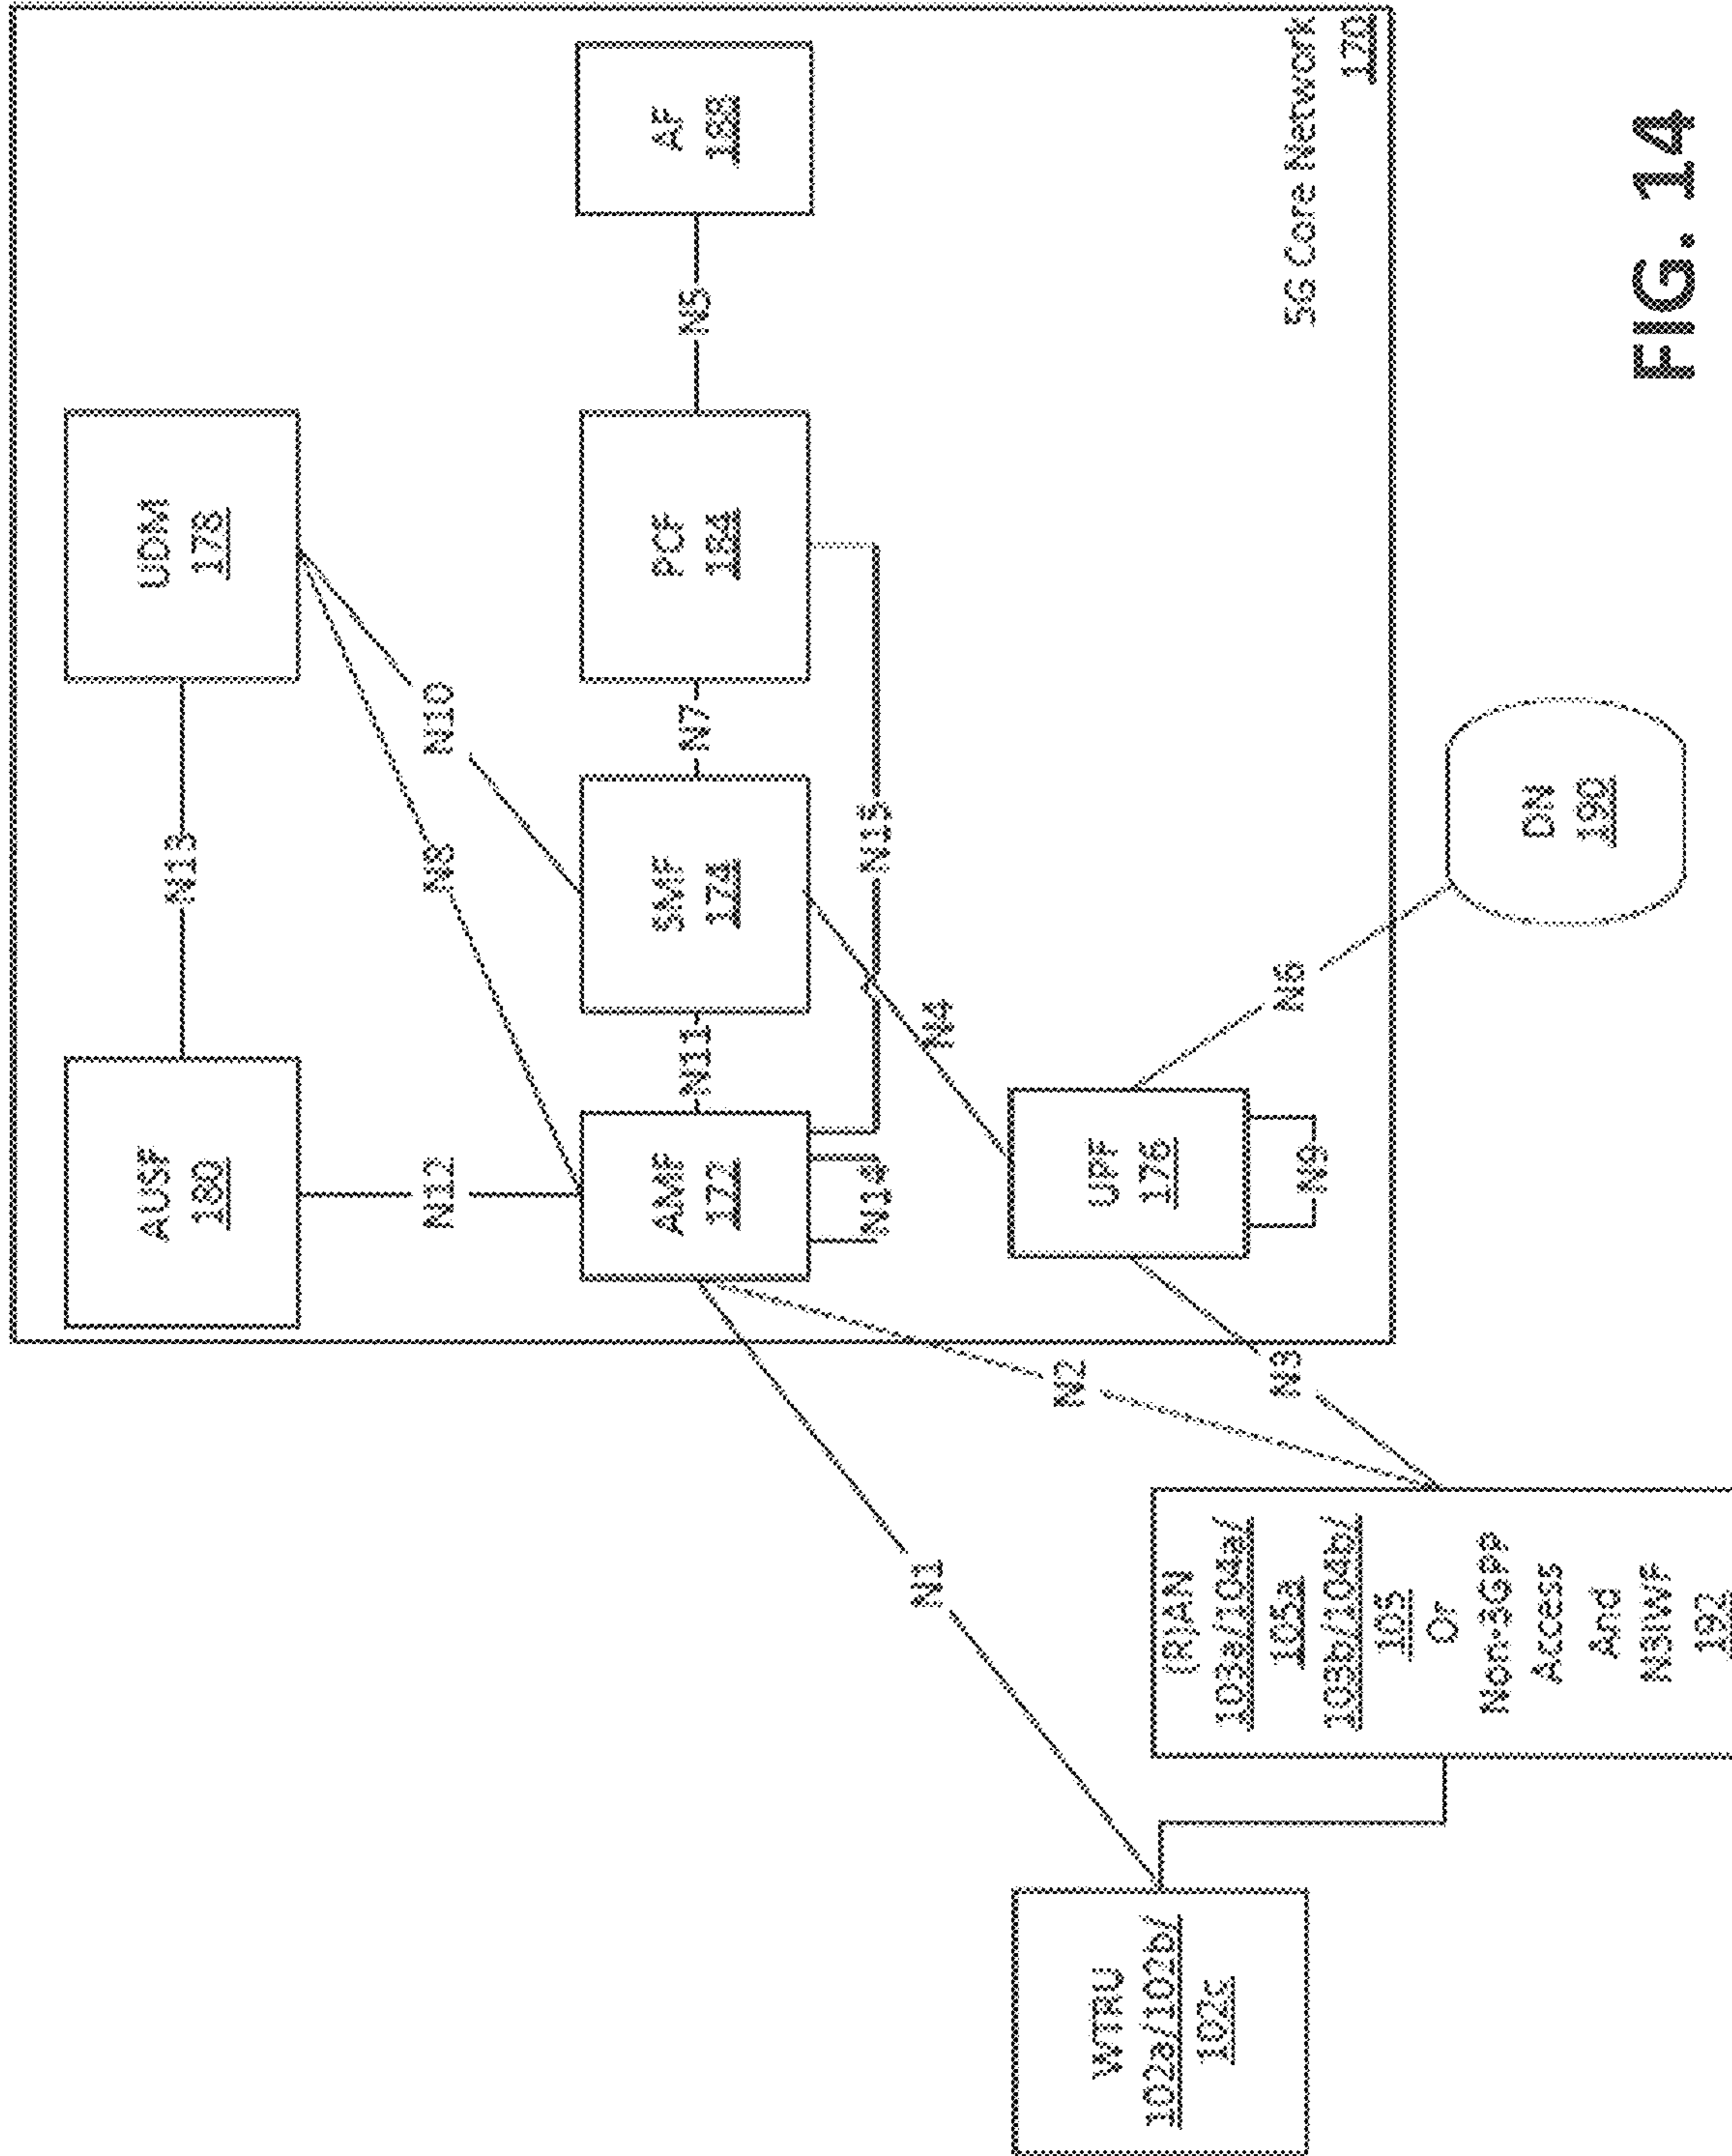 AUSF
180
N13
UDM
178
N12
N8
N10
AMF
172
N11
SMF
174
N7
PCF
184
N5
AF
188
N14
N15
N1
N4
N2
UPF
176
N9
N3
N6
WTRU
102a/102b/
102c
(R)AN
103a/104a/
105a
103b/104b/
105
Or
Non-3GPP
Access
And
NSIWF
192
DN
190
5G Core Network
170
FIG. 14